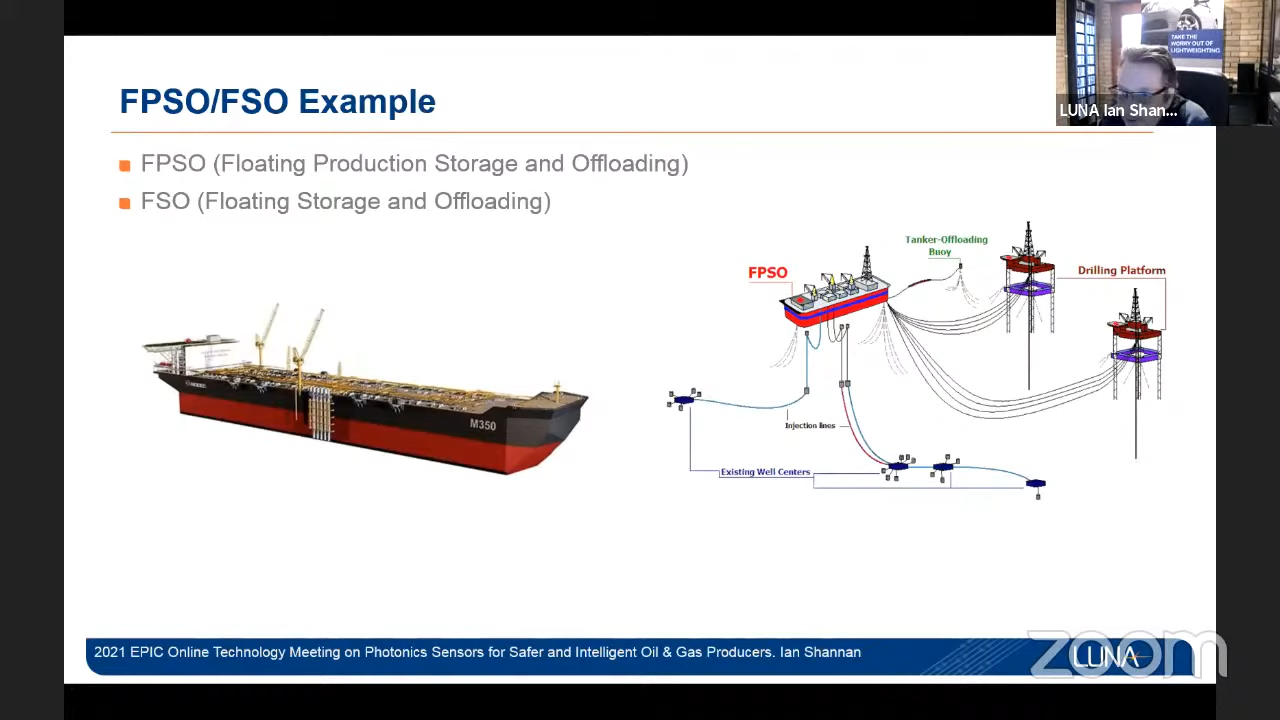 TAKE THE
WORRY OUT OF
LIGHTWEIGHTING
LUNA Ian Shan...
FPSO/FSO Example
FPSO (Floating Production Storage and Offloading)
FSO (Floating Storage and Offloading)
Tanker-Offloading
Buoy
FPSO
Drilling Platform
M350
Injection lines
Existing Well Centers
2021 EPIC Online Technology Meeting on Photonics Sensors for Safer and Intelligent Oil & Gas Producers. Ian Shannan
LUNA
zoom